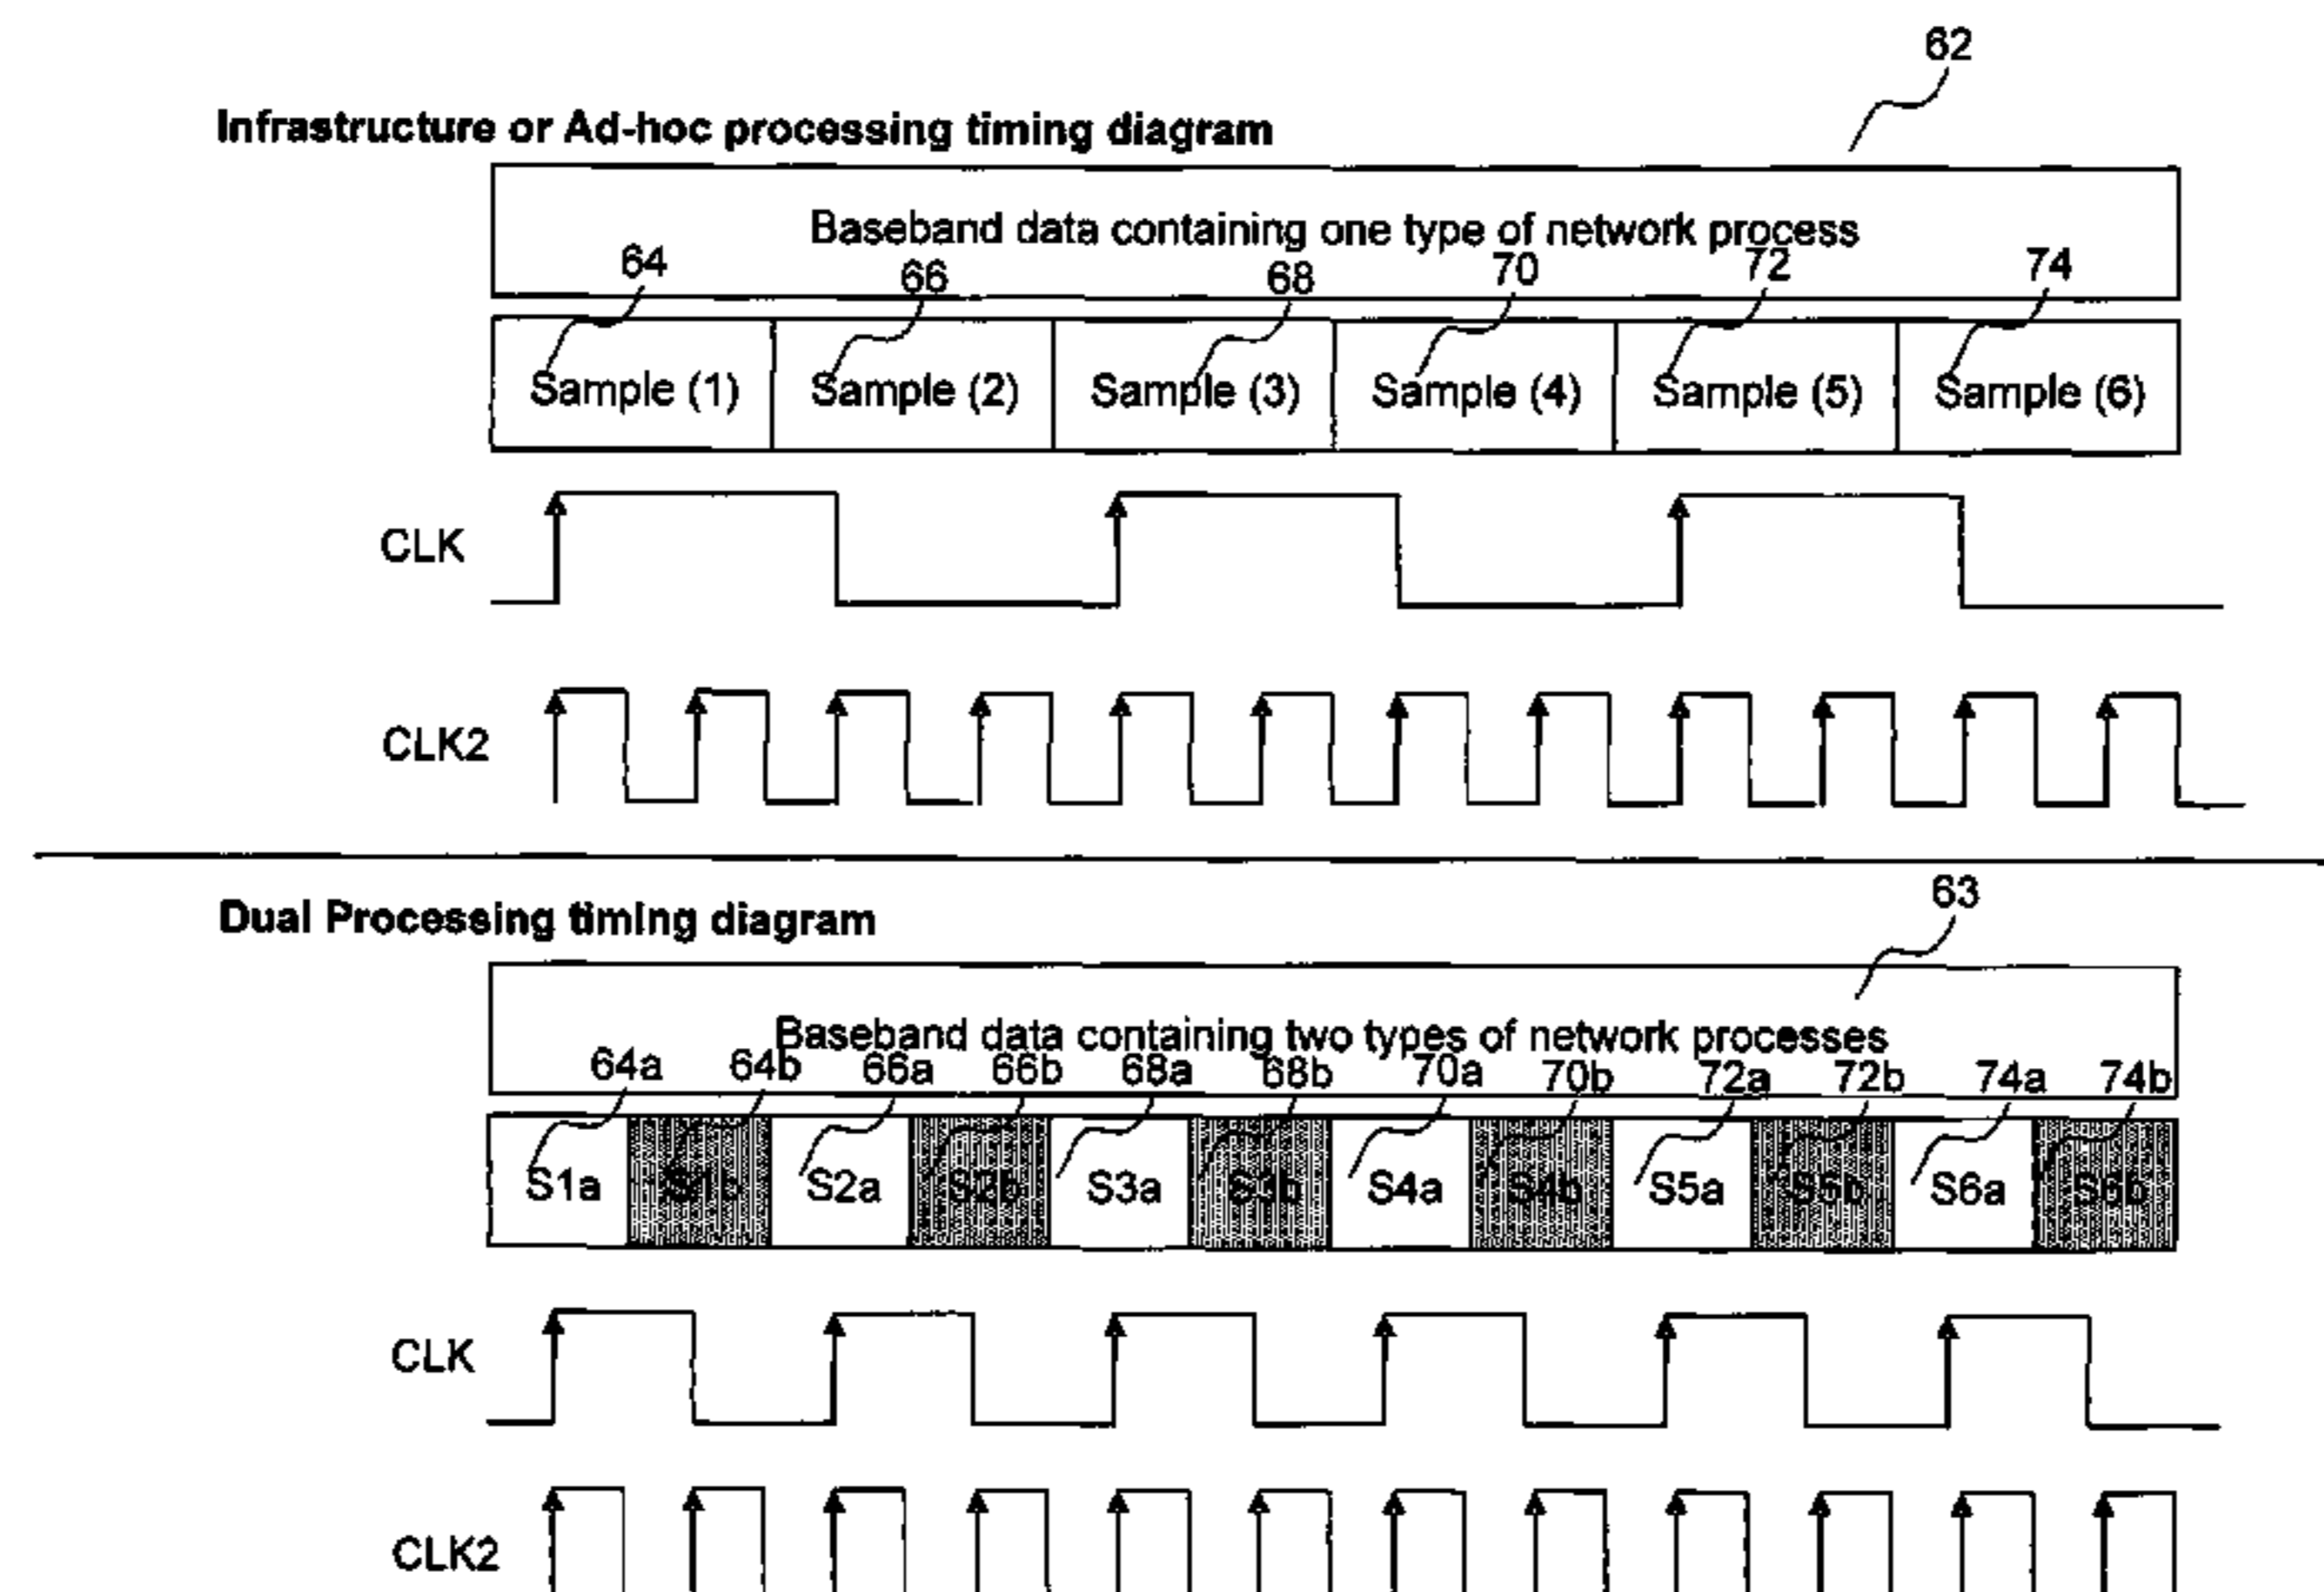 62
Infrastructure or Ad-hoc processing timing diagram
Baseband data containing one type of network process
64 66 68 70 72 74
Sample (1) Sample (2) Sample (3) Sample (4) Sample (5) Sample (6)
CLK
CLK2
63
Dual Processing timing diagram
Baseband data containing two types of network processes
64a 64b 66a 66b 68a 68b 70a 70b 72a 72b 74a 74b
S1a S1b S2a S2b S3a S3b S4a S4b S5a S5b S6a S6b
CLK
CLK2